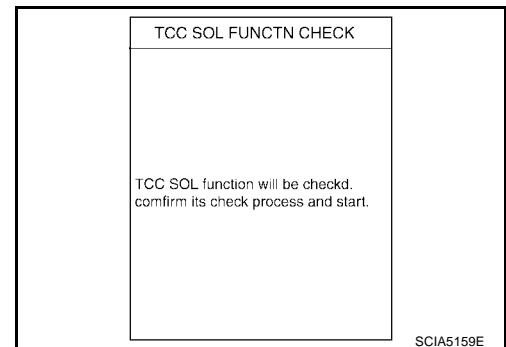 TCC SOL FUNCTN CHECK
TCC SOL function will be checkd.
comfirm its check process and start.
SCIA5159E